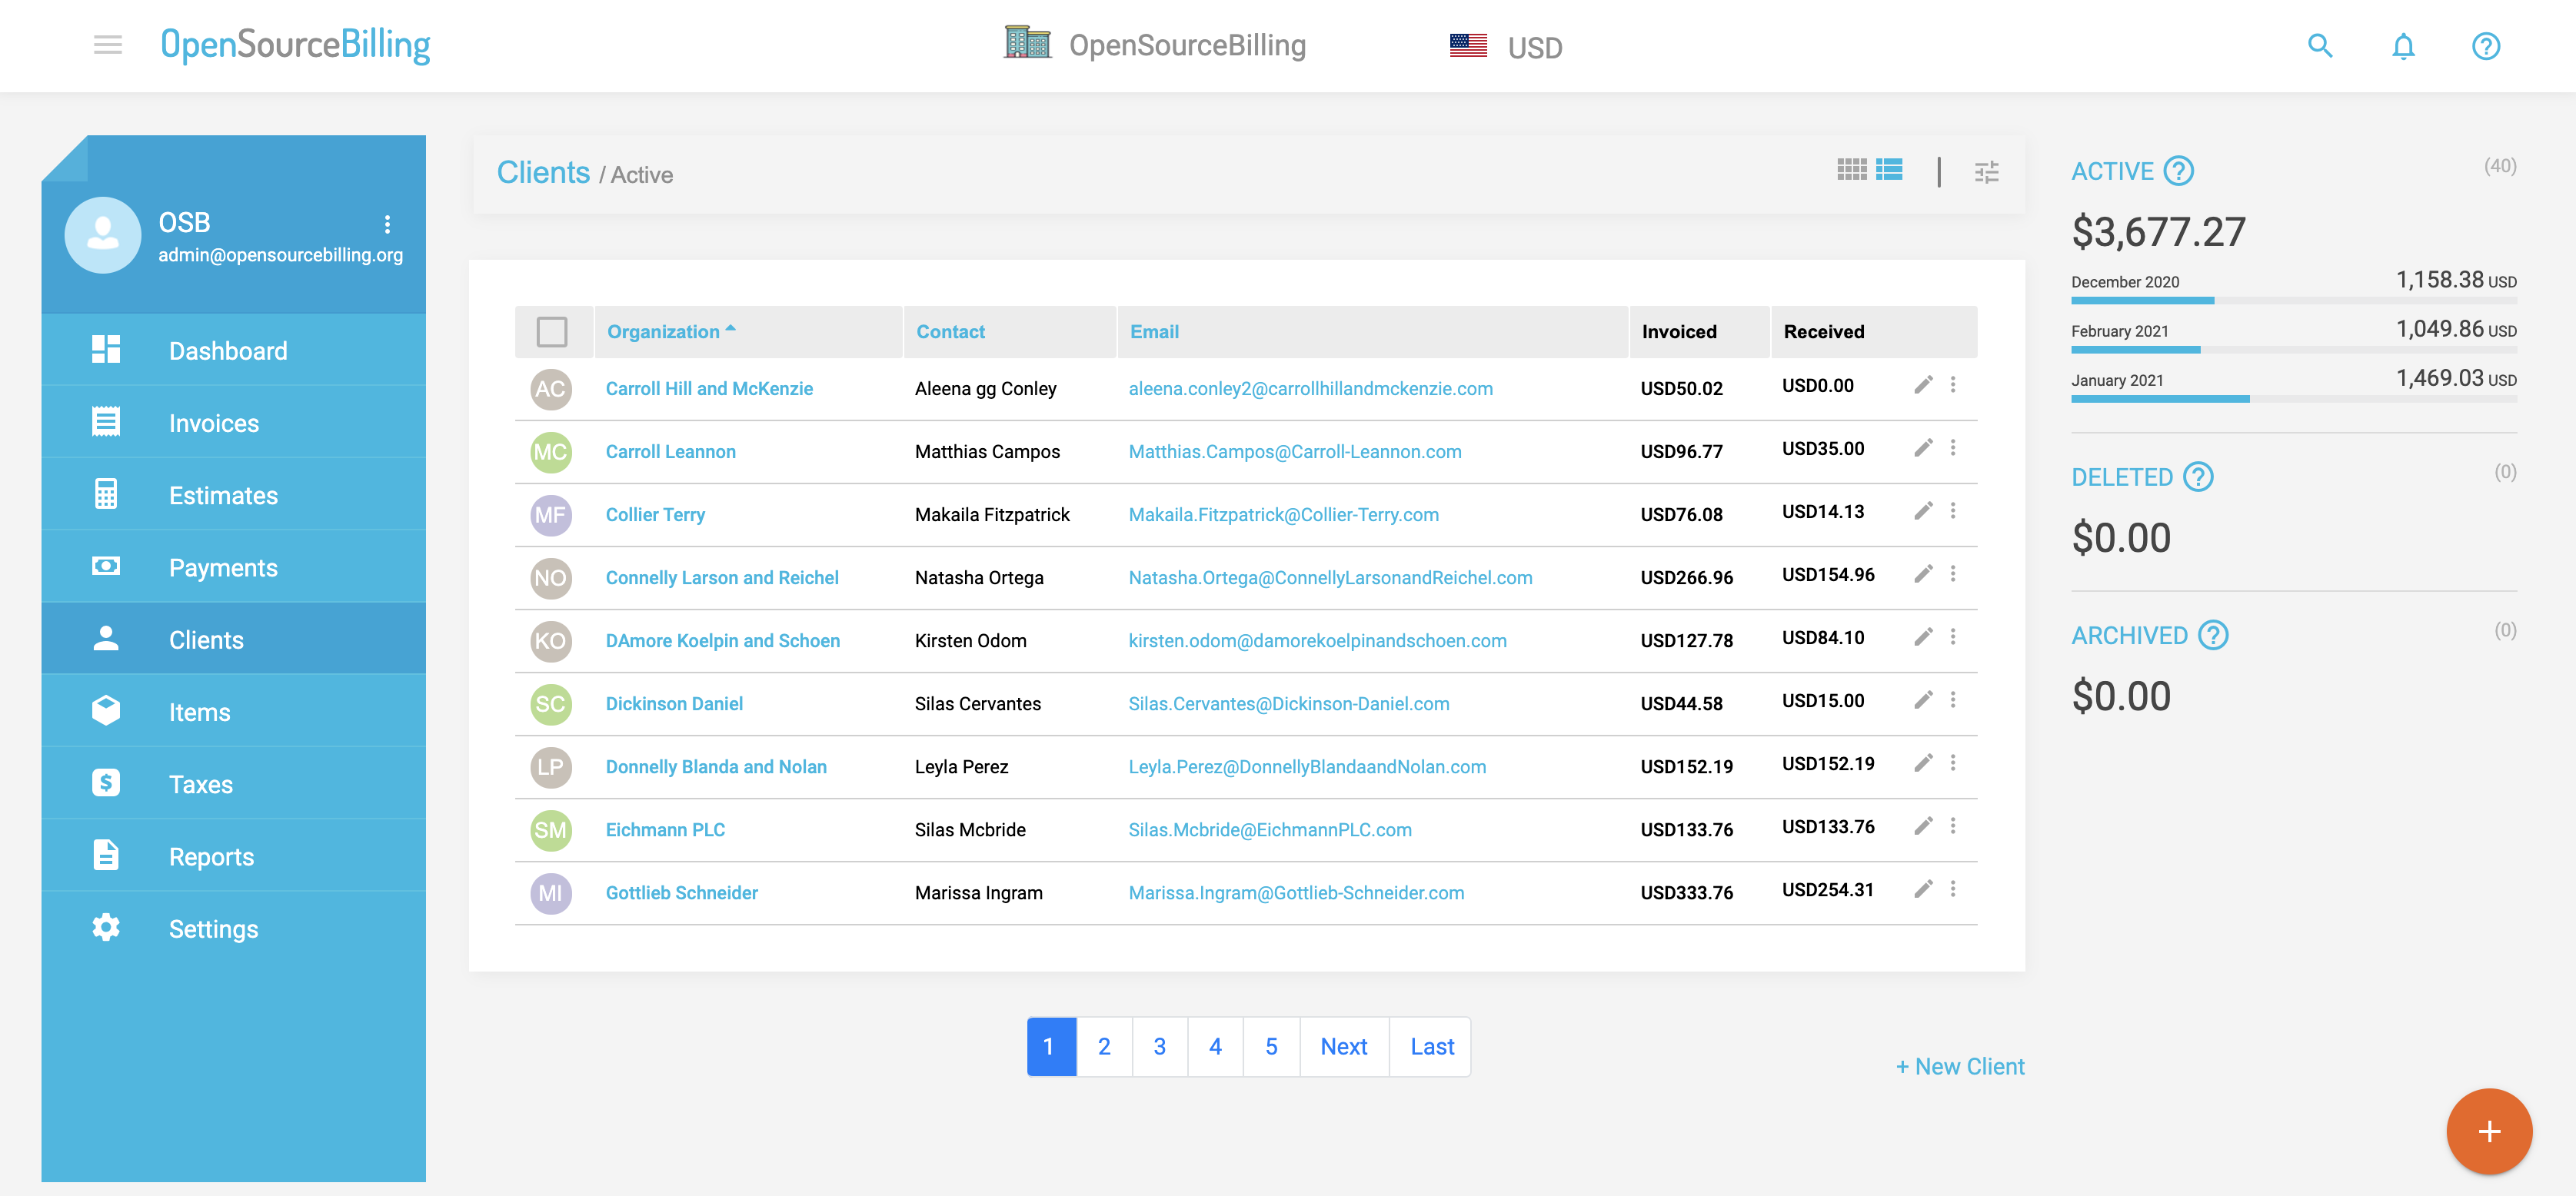 OpenSourceBilling
OpenSourceBilling
USD
OSB
admin@opensourcebilling.org
Dashboard
Invoices
Estimates
Payments
Clients
Items
Taxes
Reports
Settings
Clients / Active
Organization Contact Email Invoiced Received
AC Carroll Hill and McKenzie Aleena gg Conley aleena.conley2@carrollhillandmckenzie.com USD50.02 USD0.00
MC Carroll Leannon Matthias Campos Matthias.Campos@Carroll-Leannon.com USD96.77 USD35.00
MF Collier Terry Makaila Fitzpatrick Makaila.Fitzpatrick@Collier-Terry.com USD76.08 USD14.13
NO Connelly Larson and Reichel Natasha Ortega Natasha.Ortega@ConnellyLarsonandReichel.com USD266.96 USD154.96
KO DAmore Koelpin and Schoen Kirsten Odom kirsten.odom@damorekoelpinandschoen.com USD127.78 USD84.10
SC Dickinson Daniel Silas Cervantes Silas.Cervantes@Dickinson-Daniel.com USD44.58 USD15.00
LP Donnelly Blanda and Nolan Leyla Perez Leyla.Perez@DonnellyBlandaandNolan.com USD152.19 USD152.19
SM Eichmann PLC Silas Mcbride Silas.Mcbride@EichmannPLC.com USD133.76 USD133.76
MI Gottlieb Schneider Marissa Ingram Marissa.Ingram@Gottlieb-Schneider.com USD333.76 USD254.31
1 2 3 4 5 Next Last
+ New Client
ACTIVE ? (40)
$3,677.27
December 2020 1,158.38 USD
February 2021 1,049.86 USD
January 2021 1,469.03 USD
DELETED ? (0)
$0.00
ARCHIVED ? (0)
$0.00